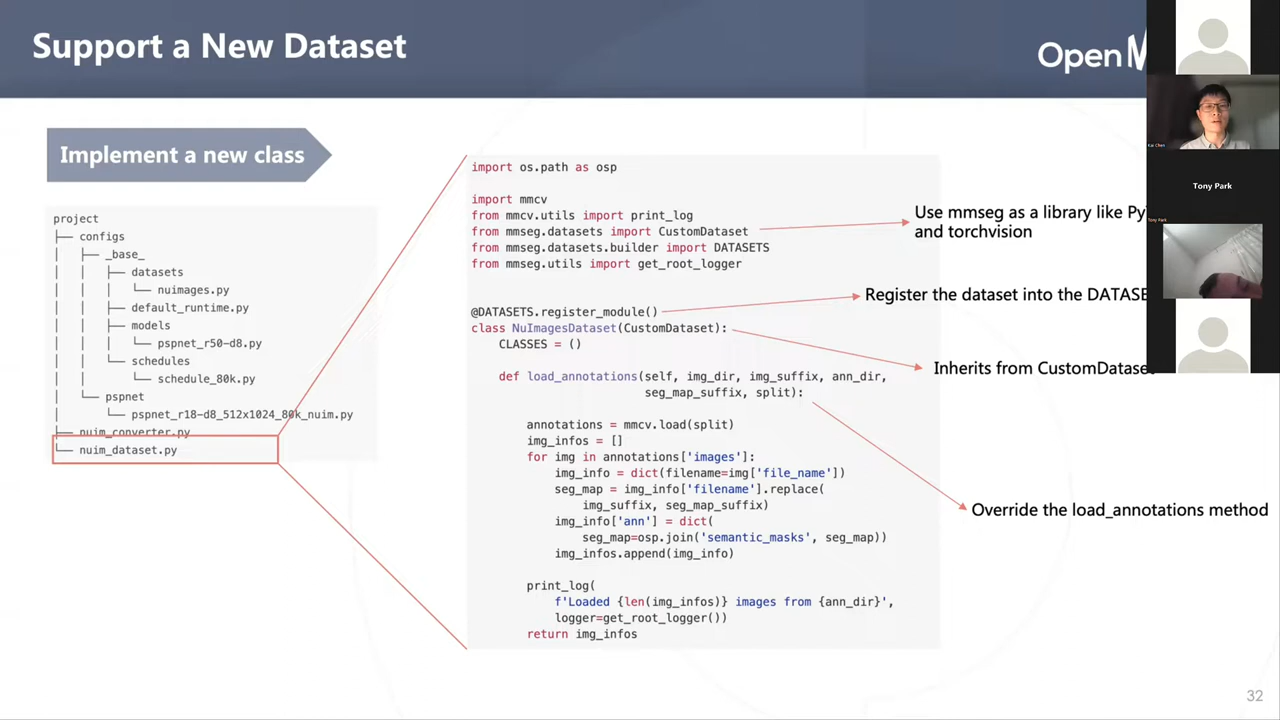 Support a New Dataset
Open
Implement a new class
project
├── configs
│   ├── _base_
│   │   ├── datasets
│   │   │   └── nuimages.py
│   │   ├── default_runtime.py
│   │   ├── models
│   │   │   └── pspnet_r50-d8.py
│   │   ├── schedules
│   │   │   └── schedule_80k.py
│   ├── pspnet
│   │   └── pspnet_r18-d8_512x1024_80k_nuim.py
├── nuim_converter.py
└── nuim_dataset.py
import os.path as osp
import mmcv
from mmcv.utils import print_log
from mmseg.datasets import CustomDataset
from mmseg.datasets.builder import DATASETS
from mmseg.utils import get_root_logger
@DATASETS.register_module()
class NuImagesDataset(CustomDataset):
    CLASSES = ()
    def load_annotations(self, img_dir, img_suffix, ann_dir,
                         seg_map_suffix, split):
        annotations = mmcv.load(split)
        img_infos = []
        for img in annotations['images']:
            img_info = dict(filename=img['file_name'])
            seg_map = img_info['filename'].replace(
                img_suffix, seg_map_suffix)
            img_info['ann'] = dict(
                seg_map=osp.join('semantic_masks', seg_map))
            img_infos.append(img_info)
        print_log(
            f'Loaded {len(img_infos)} images from {ann_dir}',
            logger=get_root_logger())
        return img_infos
Use mmseg as a library like Py
and torchvision
Register the dataset into the DATASE
Inherits from CustomDatase
Override the load_annotations method
Kai Chen
Tony Park
Tony Park
32